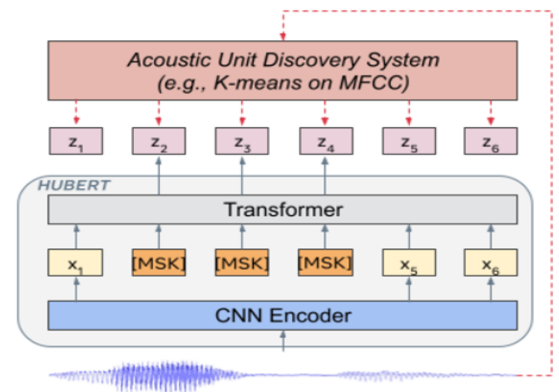 Acoustic Unit Discovery System
(e.g., K-means on MFCC)
z₁ z₂ z₃ z₄ z₅ z₆
HUBERT
Transformer
x₁ [MSK] [MSK] [MSK] x₅ x₆
CNN Encoder